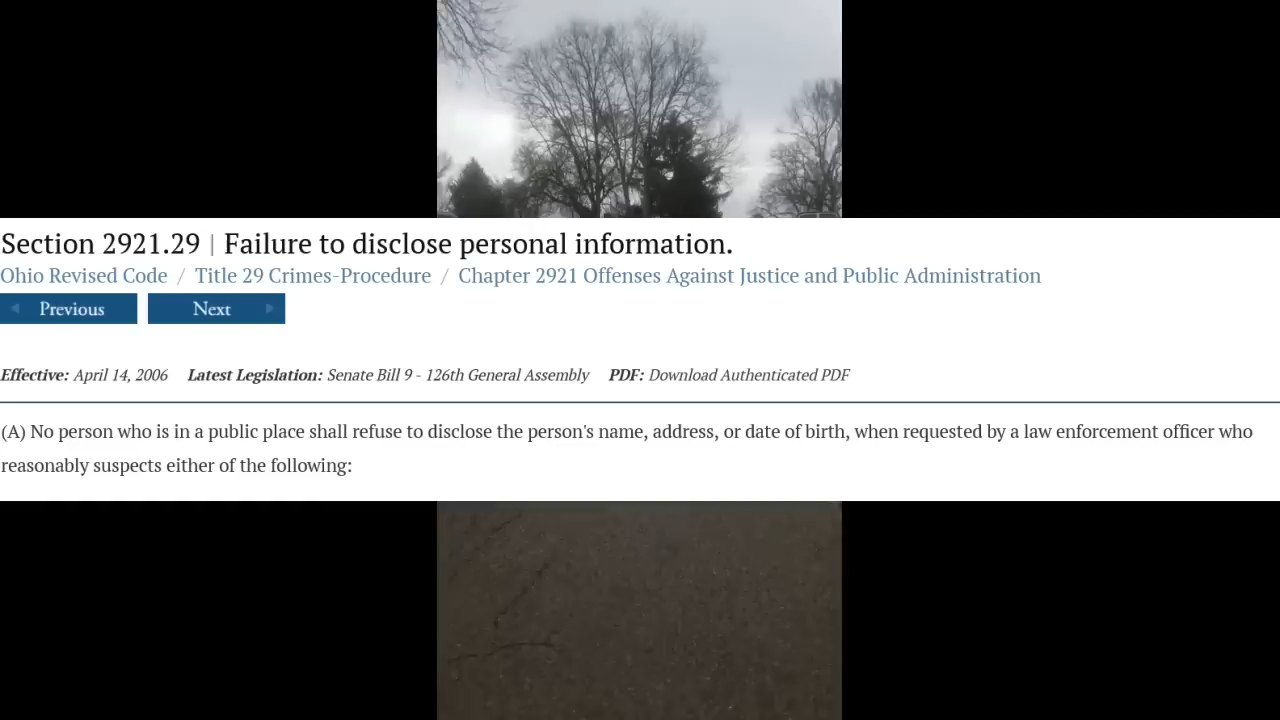 Section 2921.29 | Failure to disclose personal information.
Ohio Revised Code / Title 29 Crimes-Procedure / Chapter 2921 Offenses Against Justice and Public Administration
Previous Next
Effective: April 14, 2006 Latest Legislation: Senate Bill 9 - 126th General Assembly PDF: Download Authenticated PDF
(A) No person who is in a public place shall refuse to disclose the person's name, address, or date of birth, when requested by a law enforcement officer who
reasonably suspects either of the following: